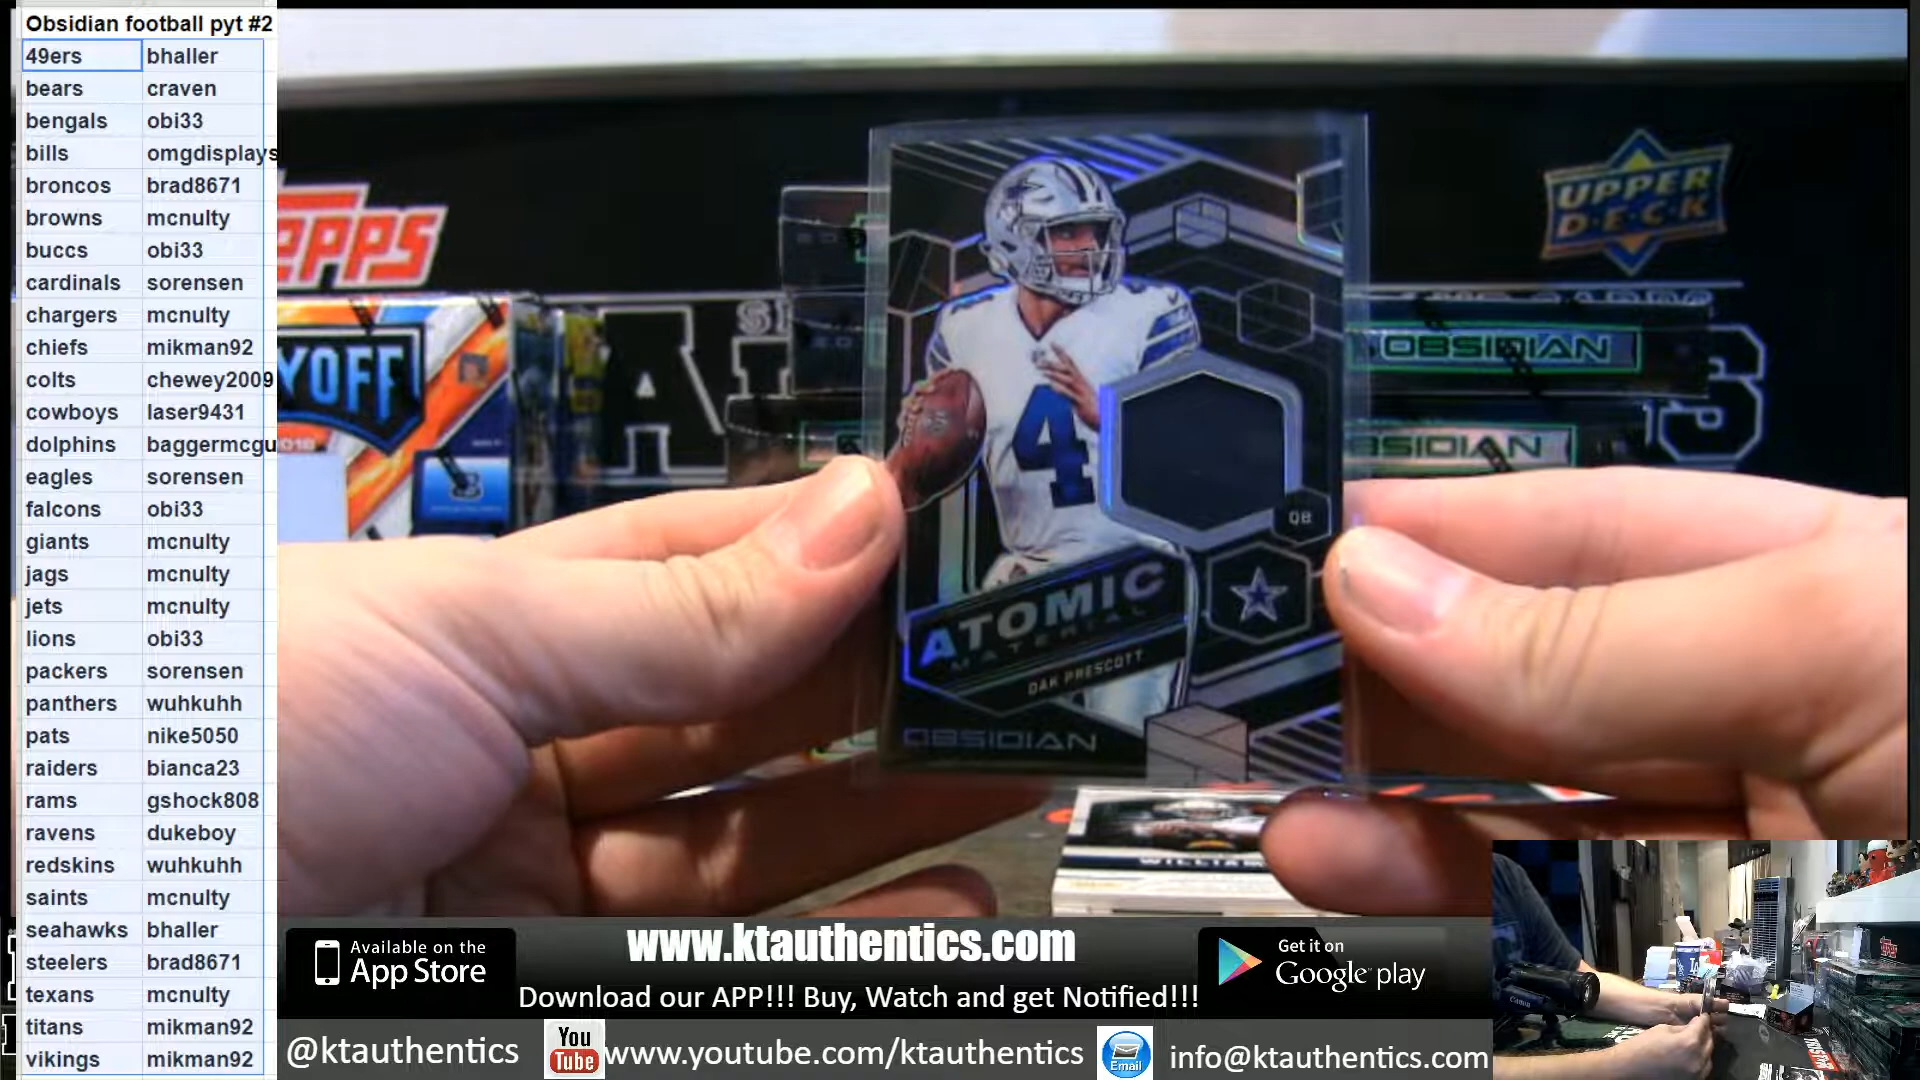 Obsidian football pyt #2
49ers bhaller
bears craven
bengals obi33
bills omgdisplays
broncos brad8671
browns mcnulty
buccs obi33
cardinals sorensen
chargers mcnulty
chiefs mikman92
colts chewey2009
cowboys laser9431
dolphins baggermcgu
eagles sorensen
falcons obi33
giants mcnulty
jags mcnulty
jets mcnulty
lions obi33
packers sorensen
panthers wuhkuhh
pats nike5050
raiders bianca23
rams gshock808
ravens dukeboy
redskins wuhkuhh
saints mcnulty
seahawks bhaller
steelers brad8671
texans mcnulty
titans mikman92
vikings mikman92
UPPER
DECK
OBSIDIAN
4
QB
ATOMIC
MATERIAL
DAK PRESCOTT
OBSIDIAN
Available on the
App Store
www.ktauthentics.com
Get it on
Google play
Download our APP!!! Buy, Watch and get Notified!!!
@ktauthentics
You
Tube
www.youtube.com/ktauthentics
Email
info@ktauthentics.com
Canon